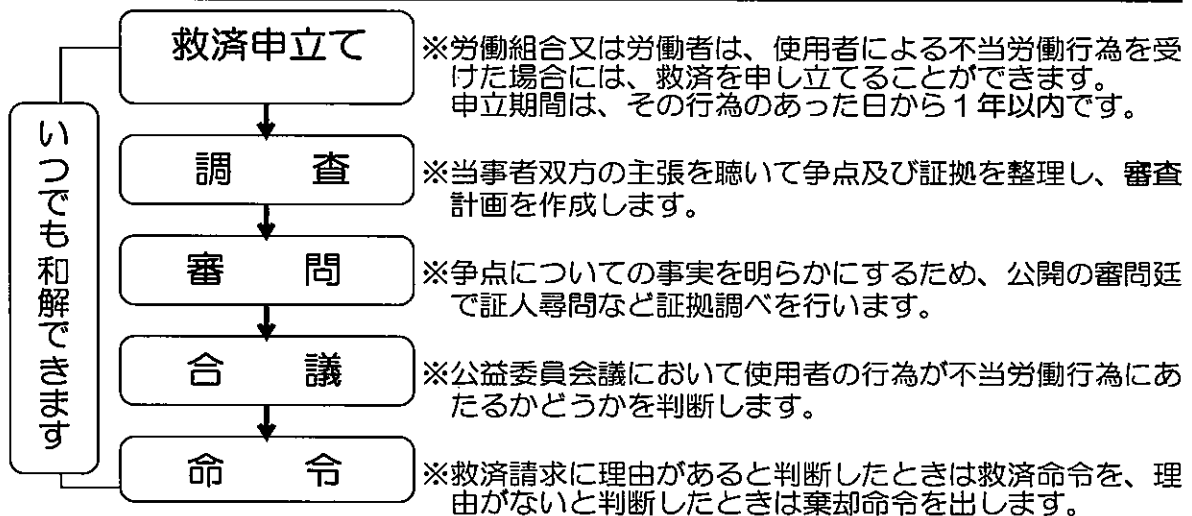 救済申立て
※労働組合又は労働者は、使用者による不当労働行為を受
けた場合には、救済を申し立てることができます。
申立期間は、その行為のあった日から１年以内です。
いつでも和解できます
調　査
※当事者双方の主張を聴いて争点及び証拠を整理し、審査
計画を作成します。
審　問
※争点についての事実を明らかにするため、公開の審問廷
で証人尋問など証拠調べを行います。
合　議
※公益委員会議において使用者の行為が不当労働行為にあ
たるかどうかを判断します。
命　令
※救済請求に理由があると判断したときは救済命令を、理
由がないと判断したときは棄却命令を出します。